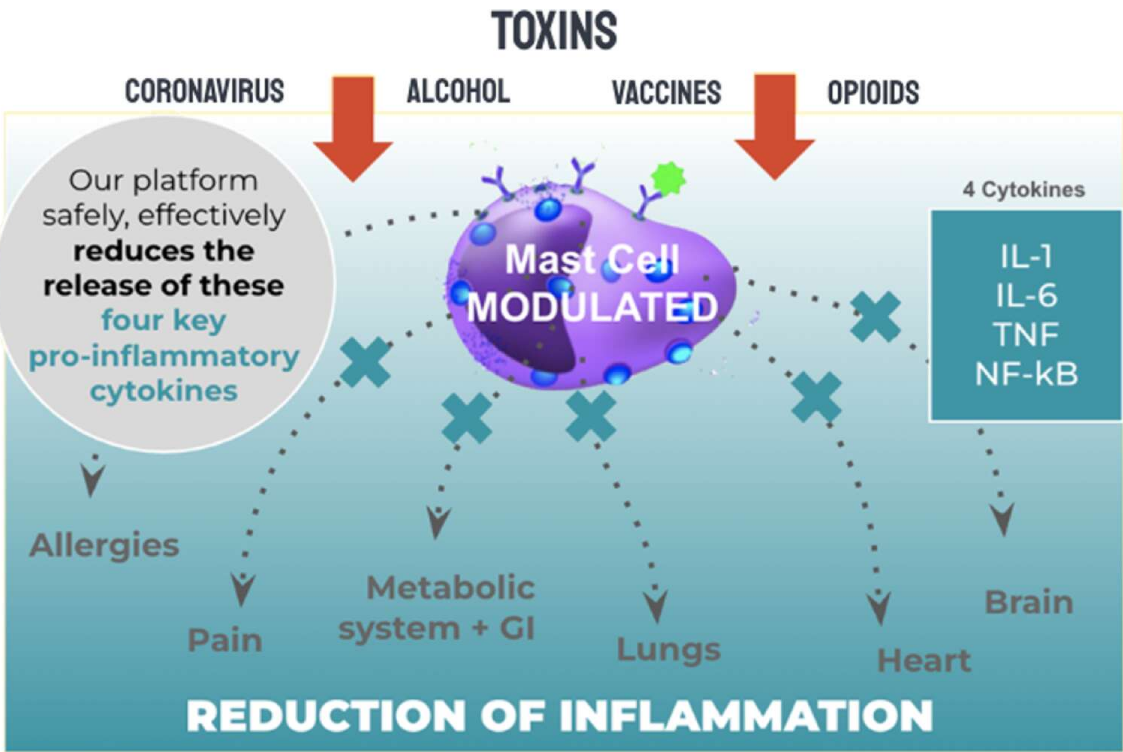 TOXINS
CORONAVIRUS
ALCOHOL
VACCINES
OPIOIDS
Our platform
safely, effectively
reduces the
release of these
four key
pro-inflammatory
cytokines
Mast Cell
MODULATED
4 Cytokines
IL-1
IL-6
TNF
NF-kB
Allergies
Pain
Metabolic
system + GI
Lungs
Heart
Brain
REDUCTION OF INFLAMMATION